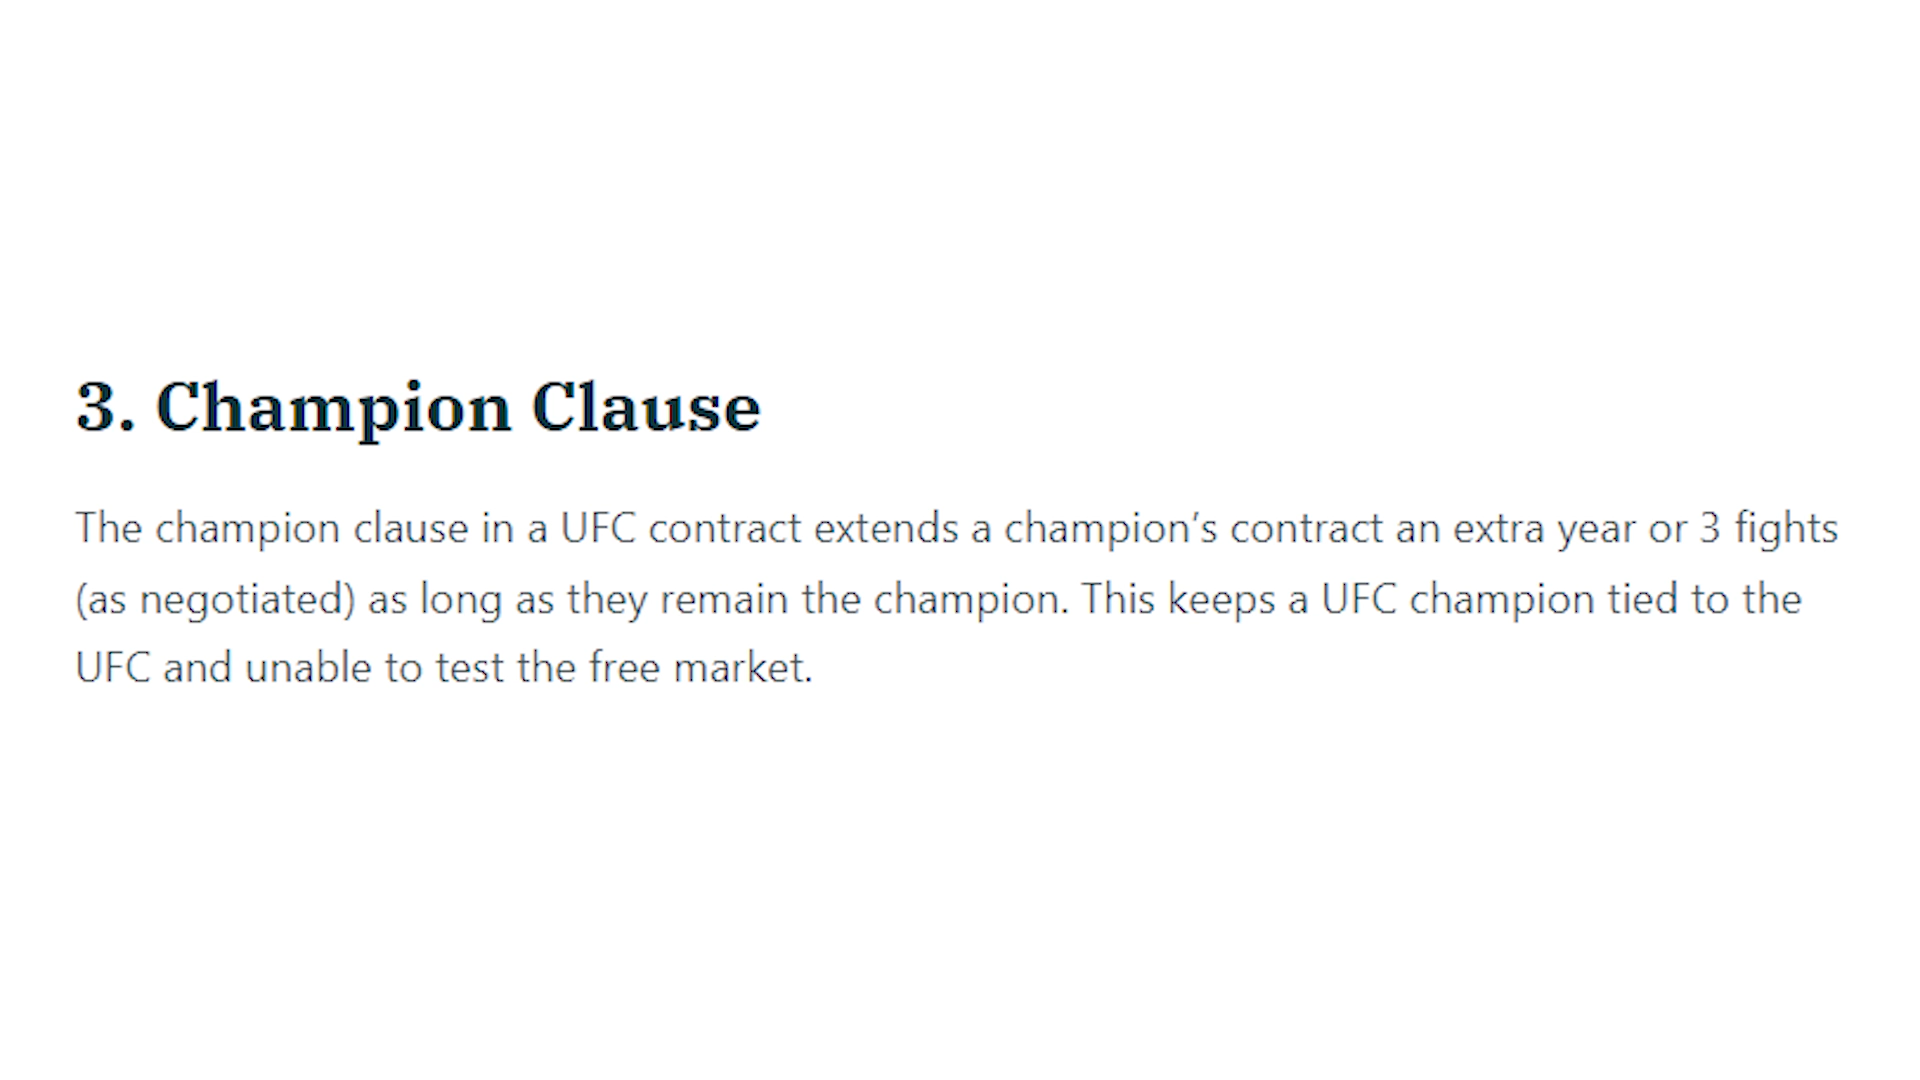 3. Champion Clause
The champion clause in a UFC contract extends a champion’s contract an extra year or 3 fights
(as negotiated) as long as they remain the champion. This keeps a UFC champion tied to the
UFC and unable to test the free market.